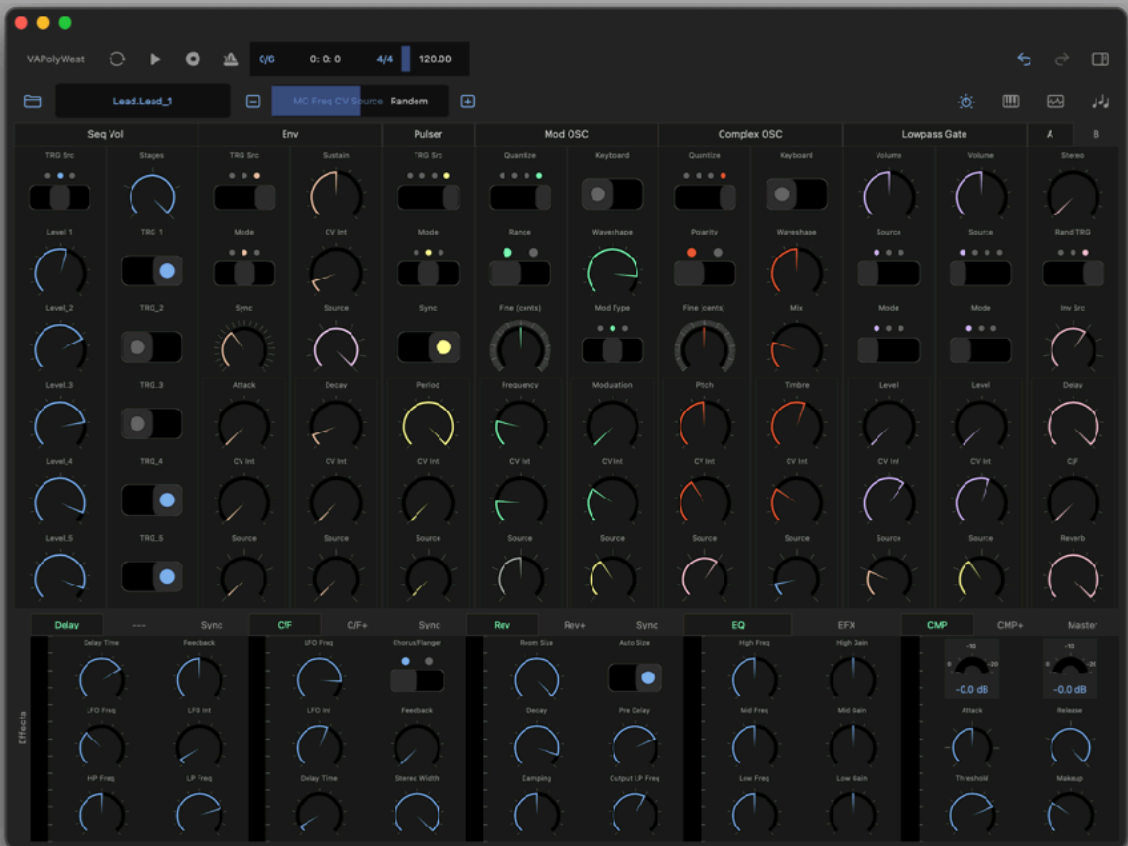 VAPolyWest 0/6 0: 0: 0 4/4 120.00
Lead.Lead_1 MO Freq CV Source Random
Seq Vol Env Pulser Mod OSC Complex OSC Lowpass Gate A B
TRG Src Stages TRG Src Sustain TRG Src Quantize Keyboard Quantize Keyboard Volume Volume Stereo
Level 1 TRG_1 Mode CV Int Mode Range Waveshape Polarity Waveshape Source Source Rand TRG
Level_2 TRG_2 Sync Source Sync Fine (cents) Mod Type Fine (cents) Mix Mode Mode Inv Src
Level_3 TRG_3 Attack Decay Period Frequency Modulation Pitch Timbre Level Level Delay
Level_4 TRG_4 CV Int CV Int CV Int CV Int CV Int CV Int CV Int CV Int CV Int C/F
Level_5 TRG_5 Source Source Source Source Source Source Source Source Source Reverb
Delay --- Sync C/F C/F+ Sync Rev Rev+ Sync EQ EFX CMP CMP+ Master
Delay Time Feedback LFO Freq Chorus/Flanger Room Size Auto Size High Freq High Gain -10 -10
0 -20 0 -20
-0.0 dB -0.0 dB
LFO Freq LFO Int LFO Int Feedback Decay Pre Delay Mid Freq Mid Gain Attack Release
Effects
HP Freq LP Freq Delay Time Stereo Width Damping Output LP Freq Low Freq Low Gain Threshold Makeup